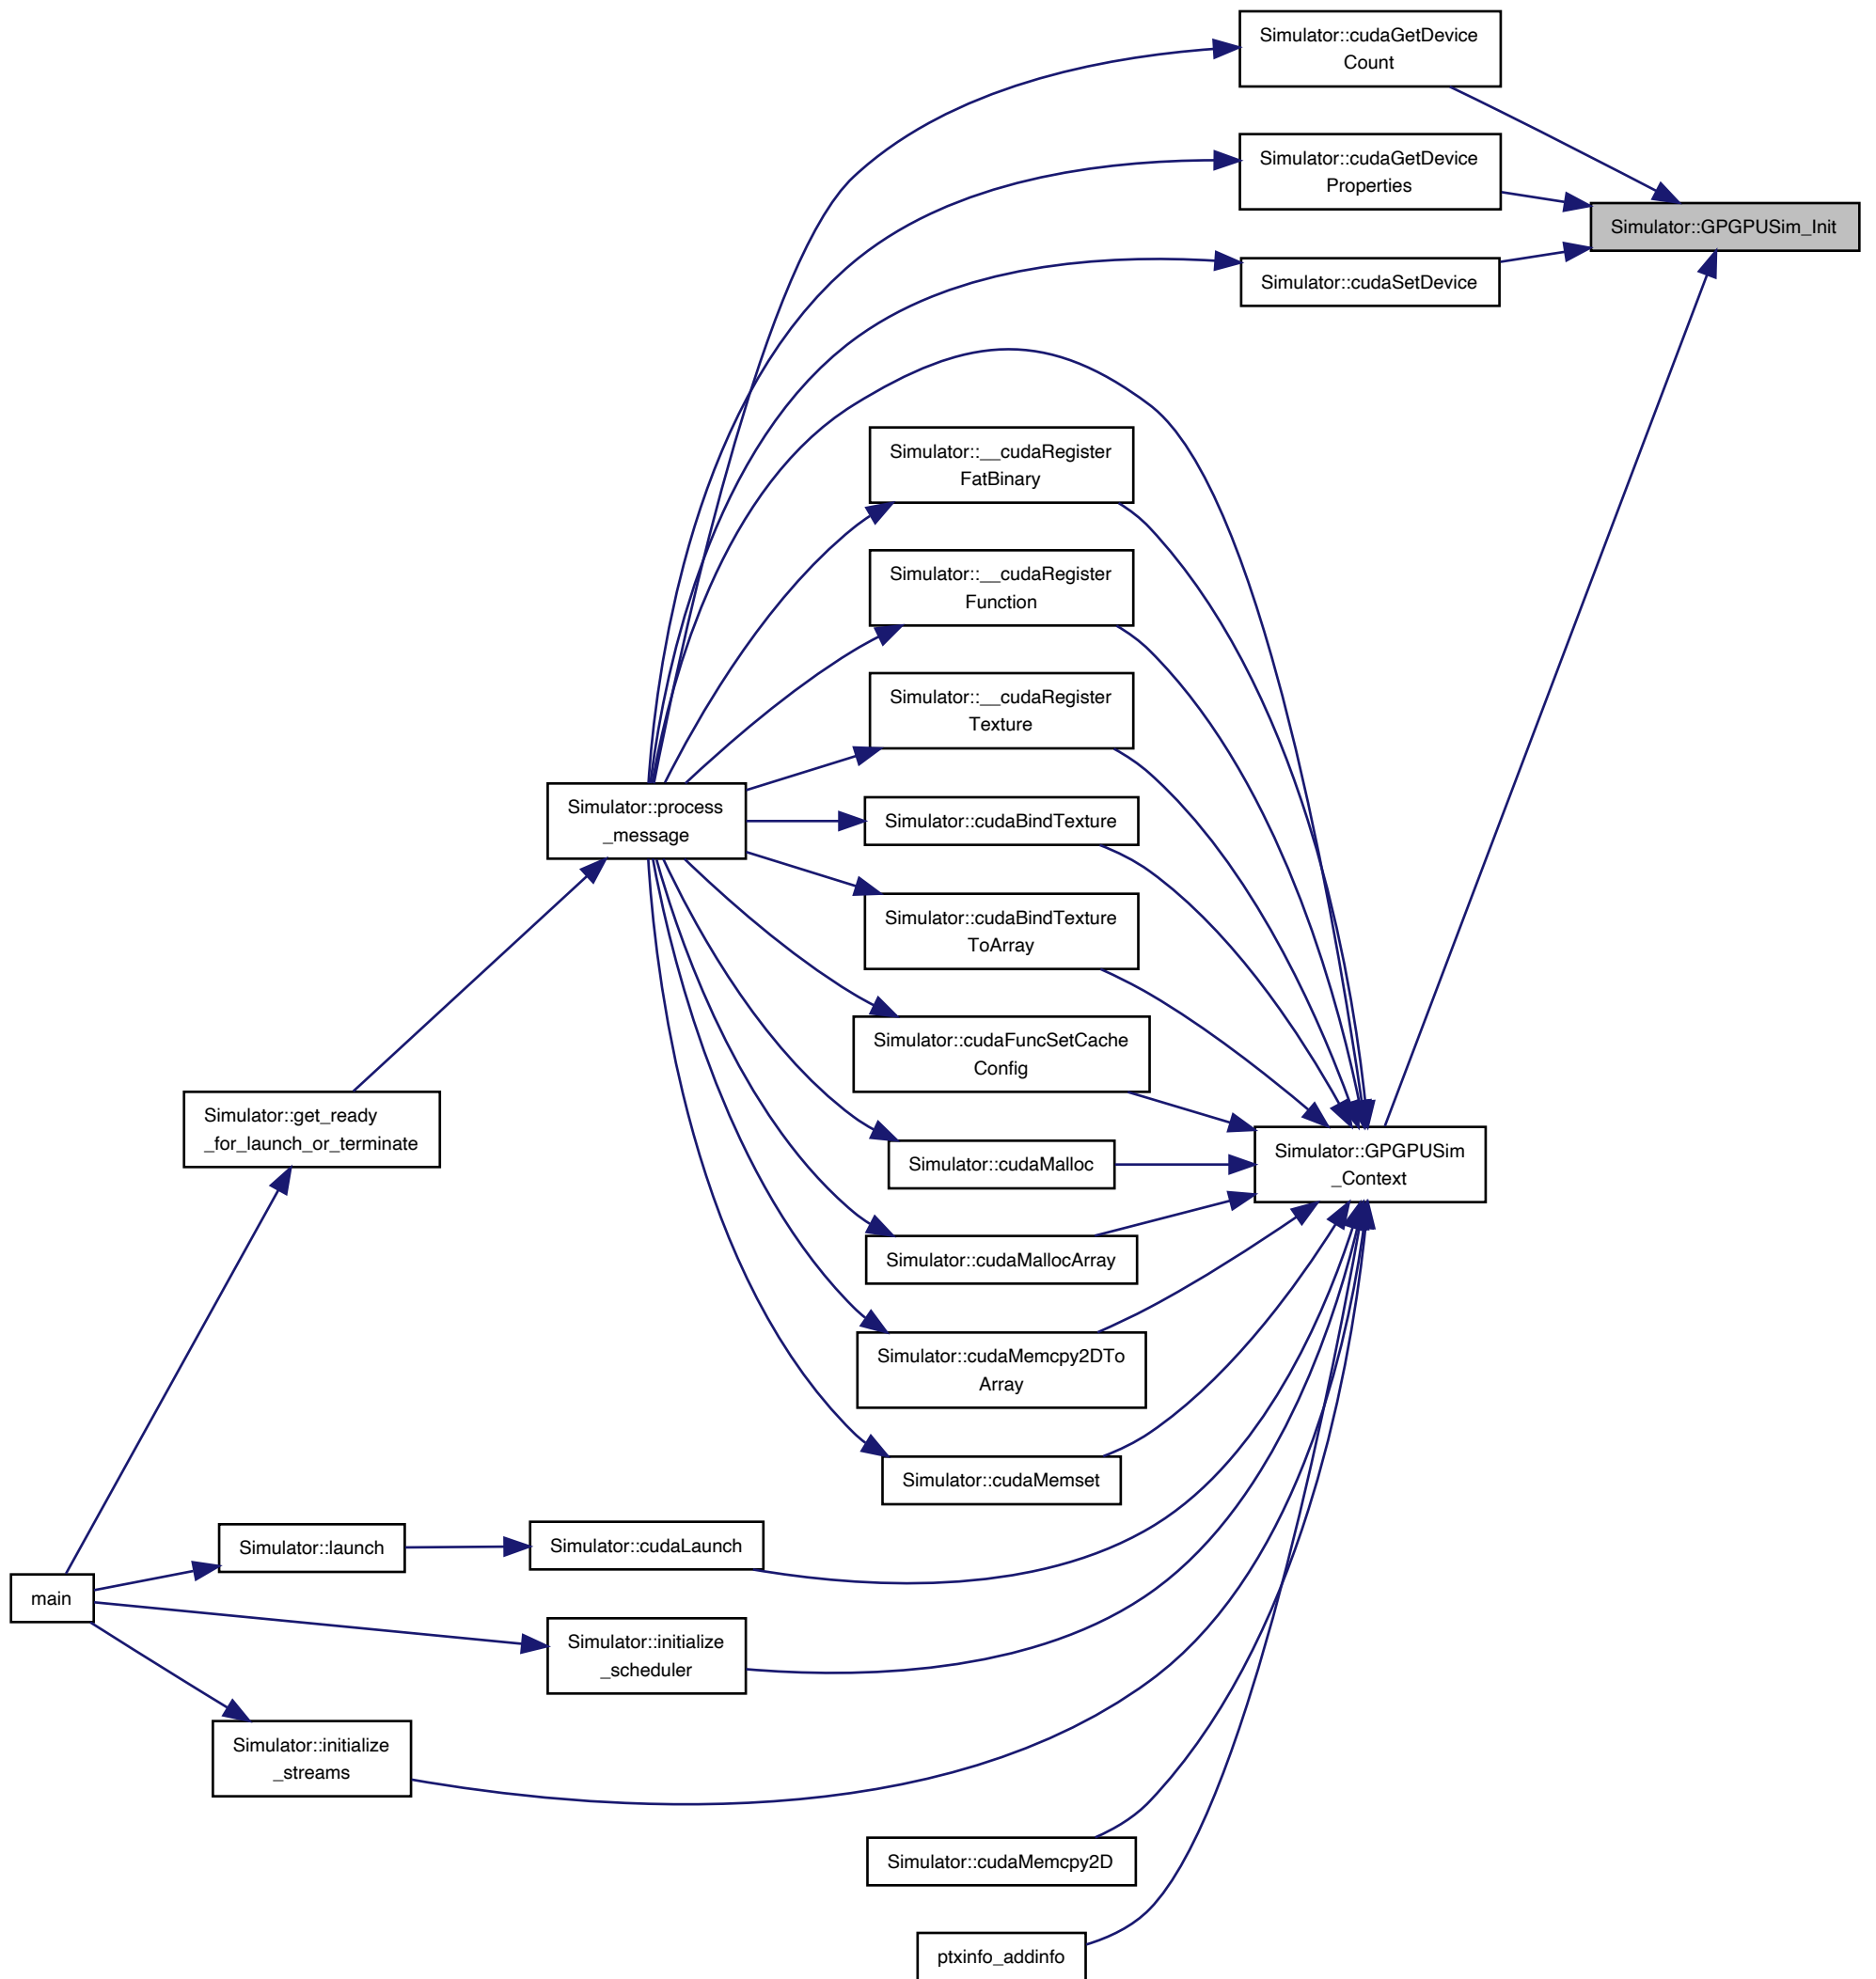 Simulator::cudaGetDevice
Count
Simulator::cudaGetDevice
Properties
Simulator::GPGPUSim_Init
Simulator::cudaSetDevice
Simulator::__cudaRegister
FatBinary
Simulator::__cudaRegister
Function
Simulator::__cudaRegister
Texture
Simulator::process
_message
Simulator::cudaBindTexture
Simulator::cudaBindTexture
ToArray
Simulator::cudaFuncSetCache
Config
Simulator::get_ready
_for_launch_or_terminate
Simulator::cudaMalloc
Simulator::GPGPUSim
_Context
Simulator::cudaMallocArray
Simulator::cudaMemcpy2DTo
Array
Simulator::cudaMemset
Simulator::launch
Simulator::cudaLaunch
main
Simulator::initialize
_scheduler
Simulator::initialize
_streams
Simulator::cudaMemcpy2D
ptxinfo_addinfo